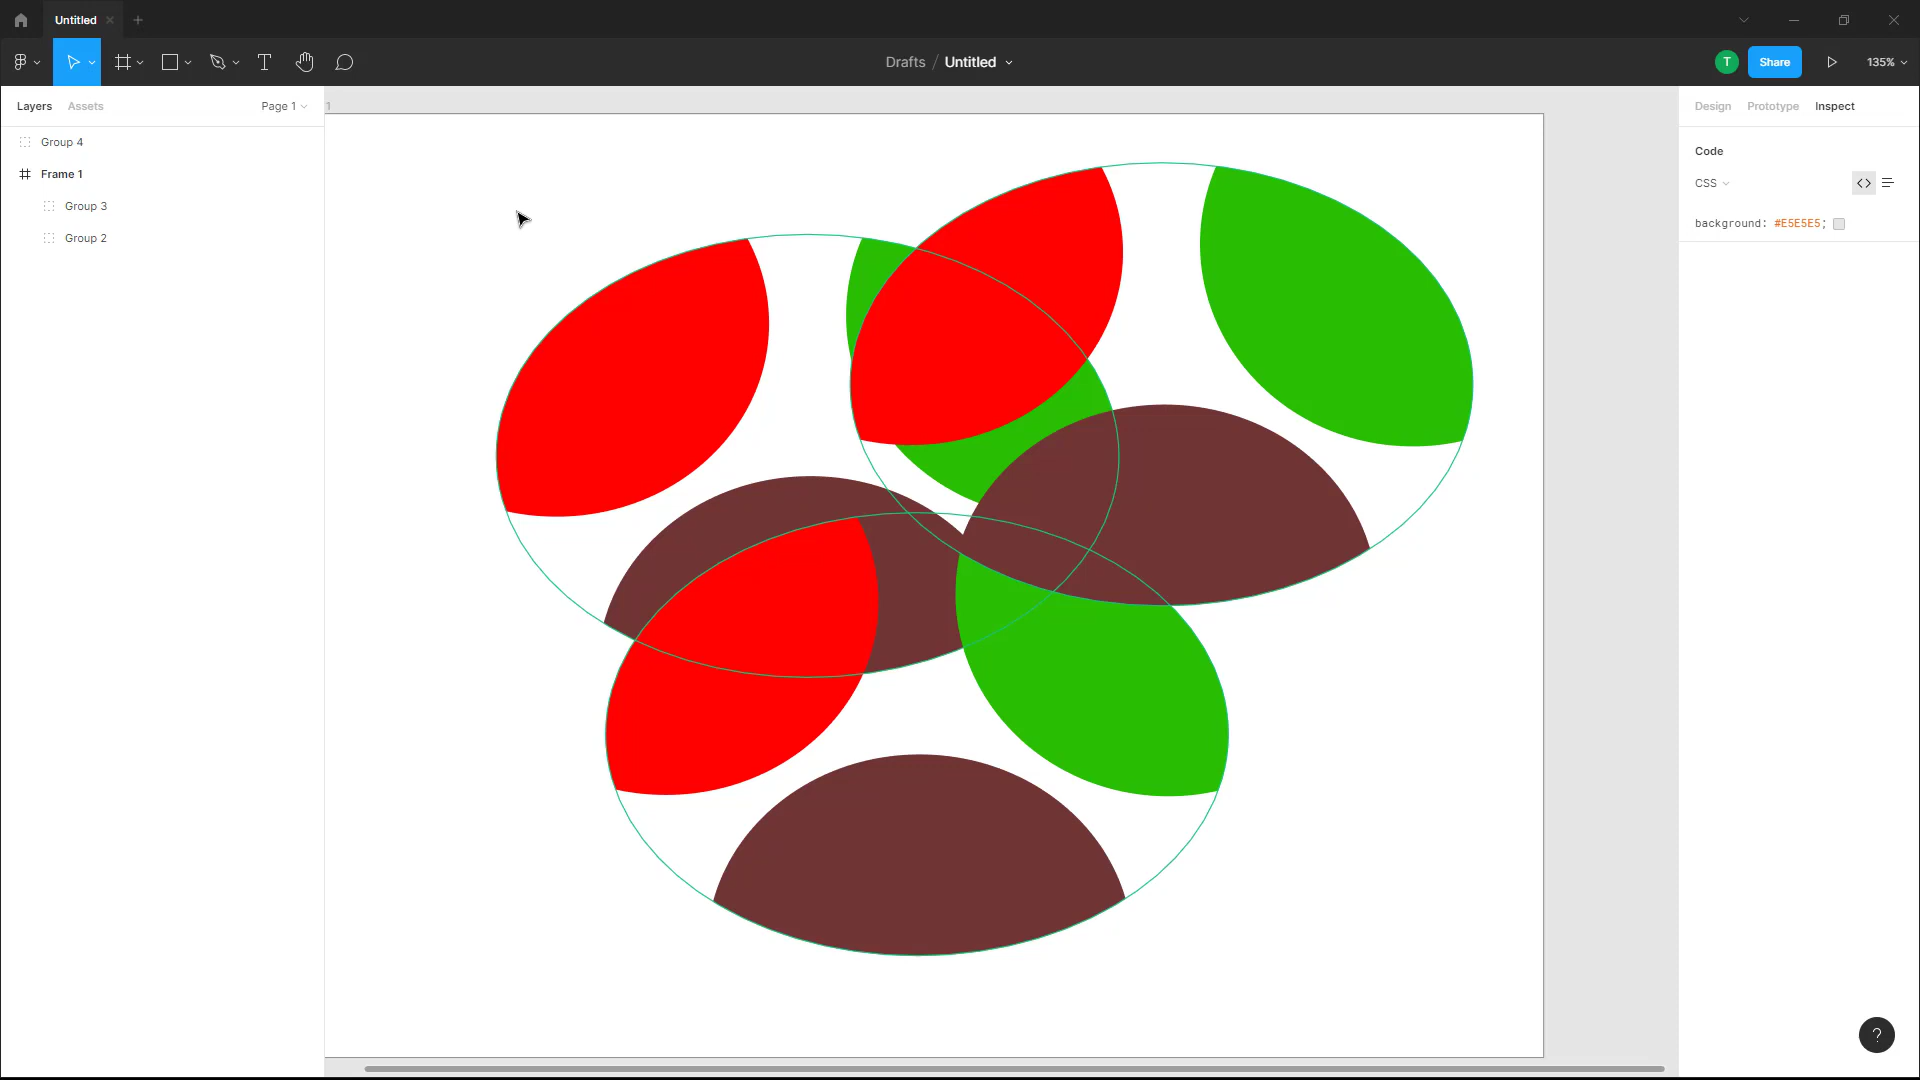 Untitled
Drafts / Untitled
T
Share
135%
Layers
Assets
Page 1
1
Design
Prototype
Inspect
Group 4
Frame 1
Group 3
Group 2
Code
CSS
background: #E5E5E5;
?